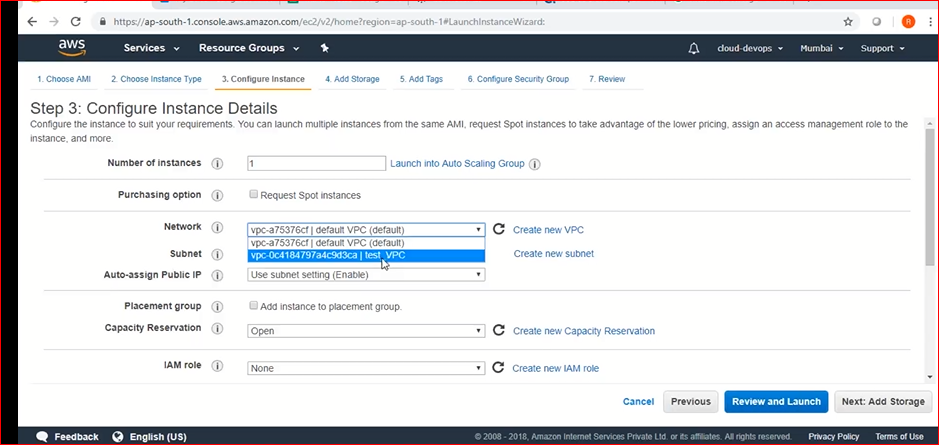 https://ap-south-1.console.aws.amazon.com/ec2/v2/home?region=ap-south-1#LaunchInstanceWizard:
R
aws Services Resource Groups cloud-devops Mumbai Support
1. Choose AMI 2. Choose Instance Type 3. Configure Instance 4. Add Storage 5. Add Tags 6. Configure Security Group 7. Review
Step 3: Configure Instance Details
Configure the instance to suit your requirements. You can launch multiple instances from the same AMI, request Spot instances to take advantage of the lower pricing, assign an access management role to the
instance, and more.
Number of instances i 1 Launch into Auto Scaling Group i
Purchasing option i Request Spot instances
Network i vpc-a75376cf | default VPC (default) Create new VPC
vpc-a75376cf | default VPC (default)
Subnet i vpc-0c4184797a4c9d3ca | test_VPC Create new subnet
Auto-assign Public IP i Use subnet setting (Enable)
Placement group i Add instance to placement group.
Capacity Reservation i Open Create new Capacity Reservation
IAM role i None Create new IAM role
Cancel Previous Review and Launch Next: Add Storage
Feedback English (US) © 2008 - 2018, Amazon Internet Services Private Ltd. or its affiliates. All rights reserved. Privacy Policy Terms of Use